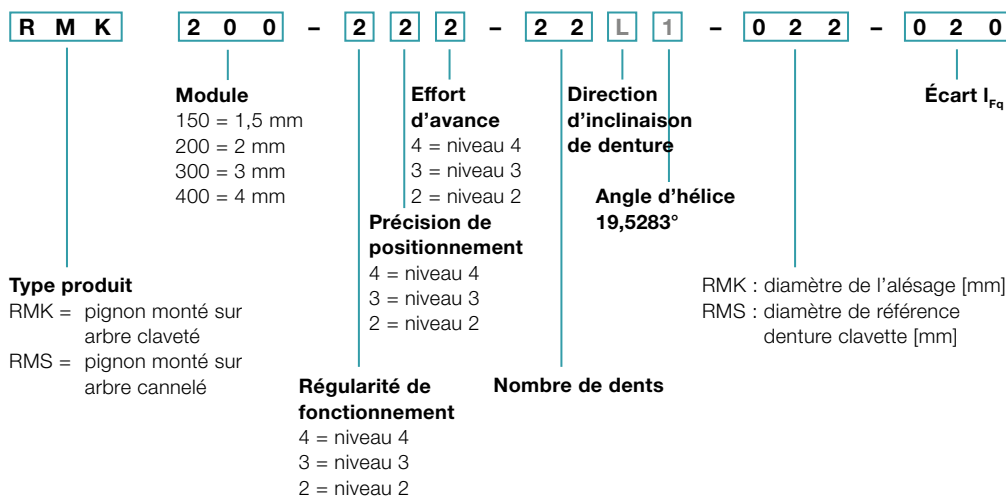 R M K 2 0 0 – 2 2 2 – 2 2 L 1 – 0 2 2 – 0 2 0
Module
150 = 1,5 mm
200 = 2 mm
300 = 3 mm
400 = 4 mm
Effort
d'avance
4 = niveau 4
3 = niveau 3
2 = niveau 2
Direction
d'inclinaison
de denture
Écart l_Fq
Angle d'hélice
19,5283°
Précision de
positionnement
4 = niveau 4
3 = niveau 3
2 = niveau 2
Type produit
RMK = pignon monté sur
arbre claveté
RMS = pignon monté sur
arbre cannelé
RMK : diamètre de l'alésage [mm]
RMS : diamètre de référence
denture clavette [mm]
Régularité de
fonctionnement
4 = niveau 4
3 = niveau 3
2 = niveau 2
Nombre de dents